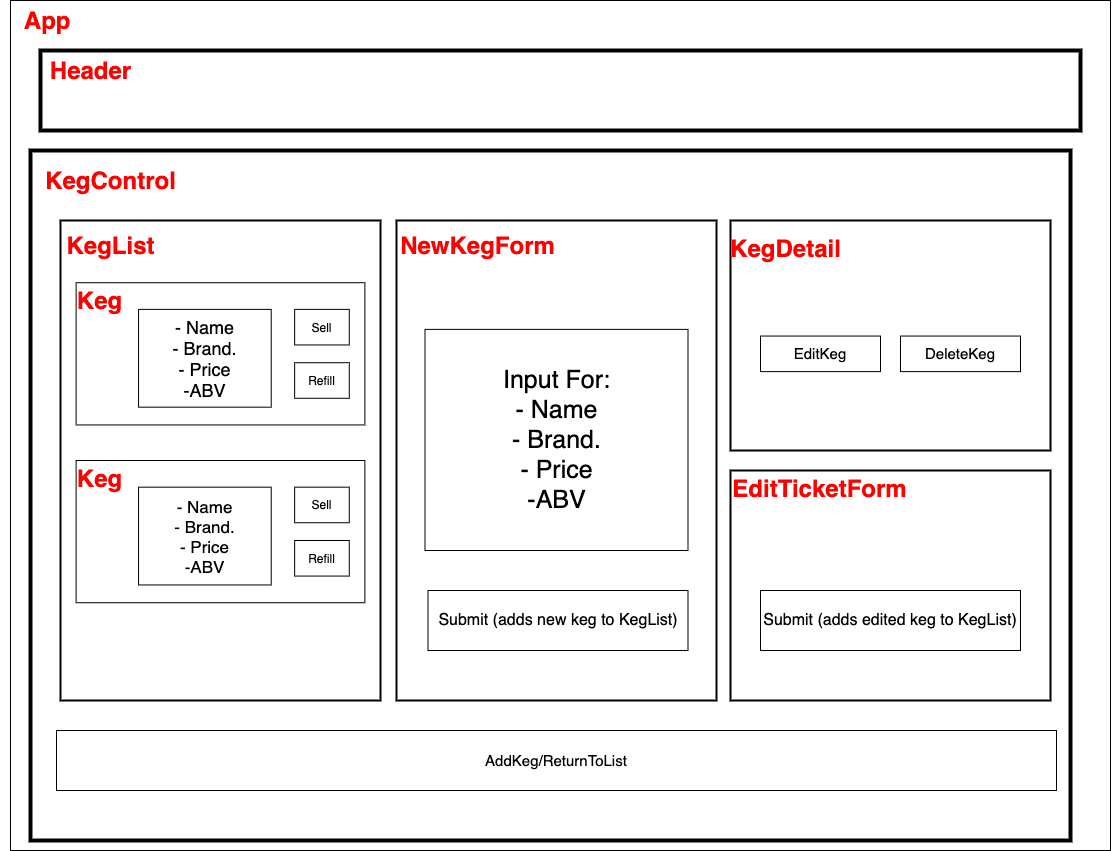 App
Header
KegControl
KegList
Keg
- Name
- Brand.
- Price
-ABV
Sell
Refill
Keg
- Name
- Brand.
- Price
-ABV
Sell
Refill
NewKegForm
Input For:
- Name
- Brand.
- Price
-ABV
Submit (adds new keg to KegList)
KegDetail
EditKeg
DeleteKeg
EditTicketForm
Submit (adds edited keg to KegList)
AddKeg/ReturnToList